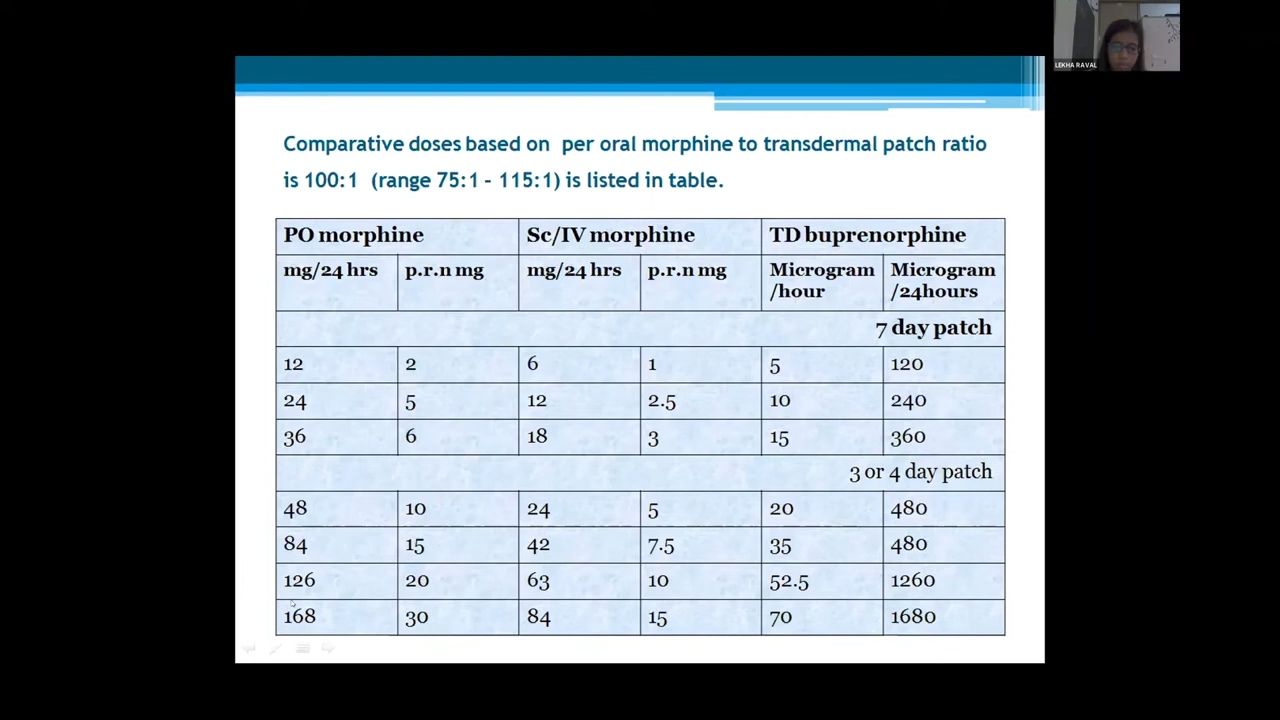 LEKHA RAVAL
Comparative doses based on per oral morphine to transdermal patch ratio
is 100:1 (range 75:1 – 115:1) is listed in table.
PO morphine Sc/IV morphine TD buprenorphine
mg/24 hrs p.r.n mg mg/24 hrs p.r.n mg Microgram Microgram
/hour /24hours
7 day patch
12 2 6 1 5 120
24 5 12 2.5 10 240
36 6 18 3 15 360
3 or 4 day patch
48 10 24 5 20 480
84 15 42 7.5 35 480
126 20 63 10 52.5 1260
168 30 84 15 70 1680